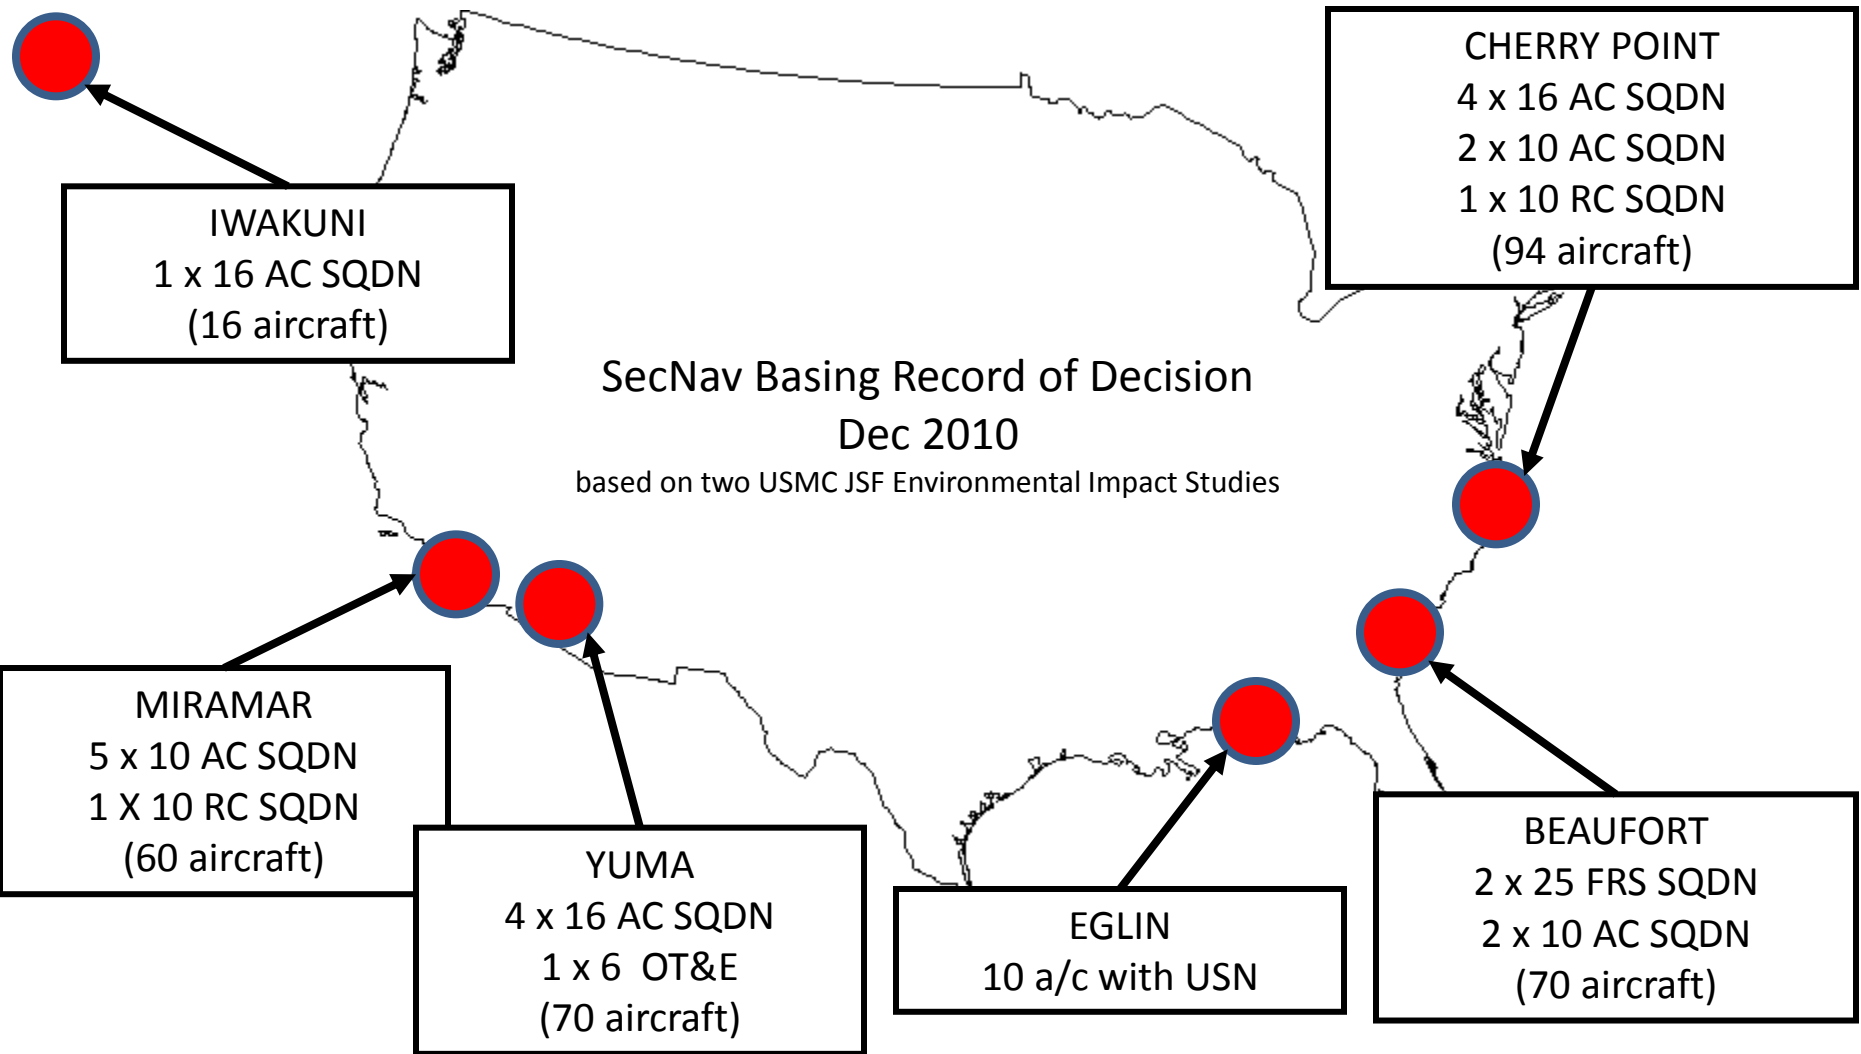 IWAKUNI
1 x 16 AC SQDN
(16 aircraft)
CHERRY POINT
4 x 16 AC SQDN
2 x 10 AC SQDN
1 x 10 RC SQDN
(94 aircraft)
SecNav Basing Record of Decision
Dec 2010
based on two USMC JSF Environmental Impact Studies
MIRAMAR
5 x 10 AC SQDN
1 X 10 RC SQDN
(60 aircraft)
YUMA
4 x 16 AC SQDN
1 x 6  OT&E
(70 aircraft)
EGLIN
10 a/c with USN
BEAUFORT
2 x 25 FRS SQDN
2 x 10 AC SQDN
(70 aircraft)